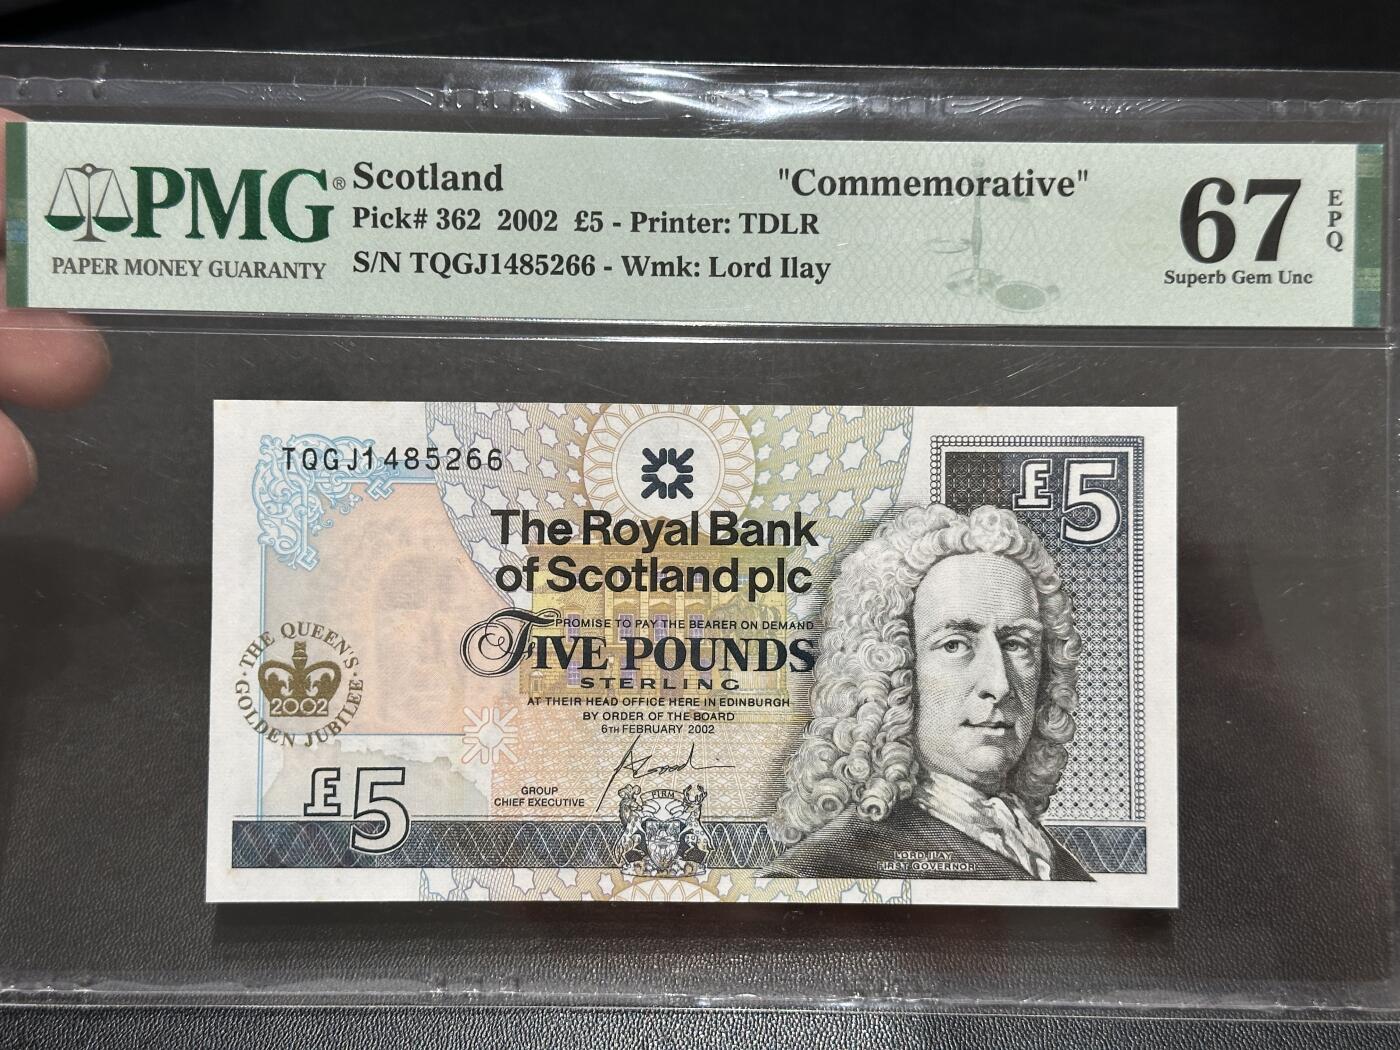 PMG®
PAPER MONEY GUARANTY
Scotland "Commemorative"
Pick# 362 2002 £5 - Printer: TDLR
S/N TQGJ1485266 - Wmk: Lord Ilay
67
EPQ
Superb Gem Unc
TQGJ1485266
£5
The Royal Bank
of Scotland plc
PROMISE TO PAY THE BEARER ON DEMAND
FIVE POUNDS
STERLING
AT THEIR HEAD OFFICE HERE IN EDINBURGH
BY ORDER OF THE BOARD
6TH FEBRUARY 2002
THE QUEEN'S
2002
GOLDEN JUBILEE
£5
GROUP
CHIEF EXECUTIVE
FIRM
LORD ILAY
FIRST GOVERNOR